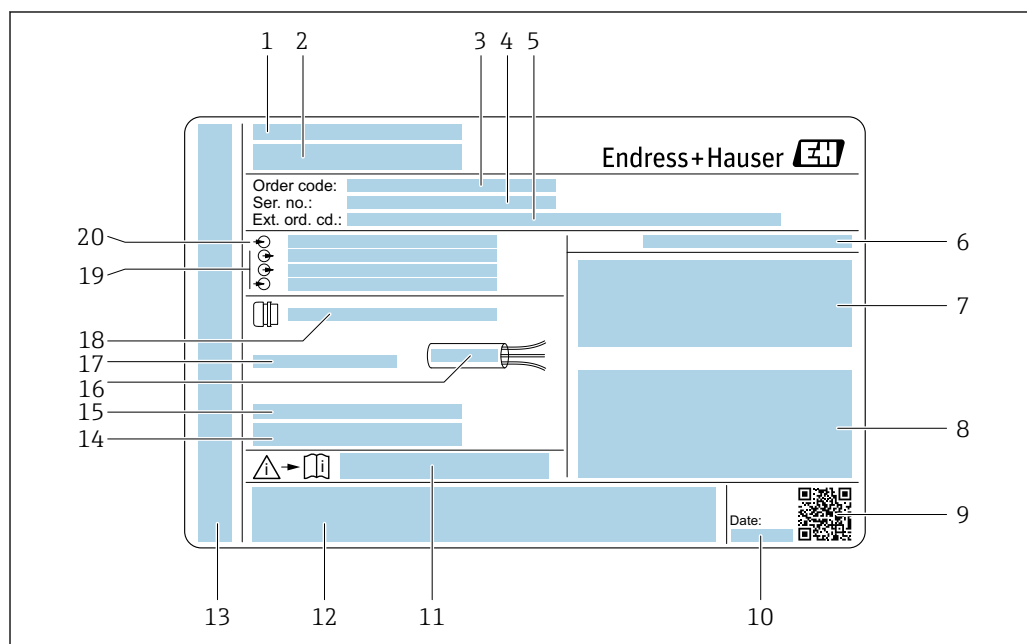 1 2 3 4 5
Endress+Hauser EH
Order code:
Ser. no.:
Ext. ord. cd.:
20
19
6
7
18
17
16
15
14
8
i i
Date:
9
13 12 11 10